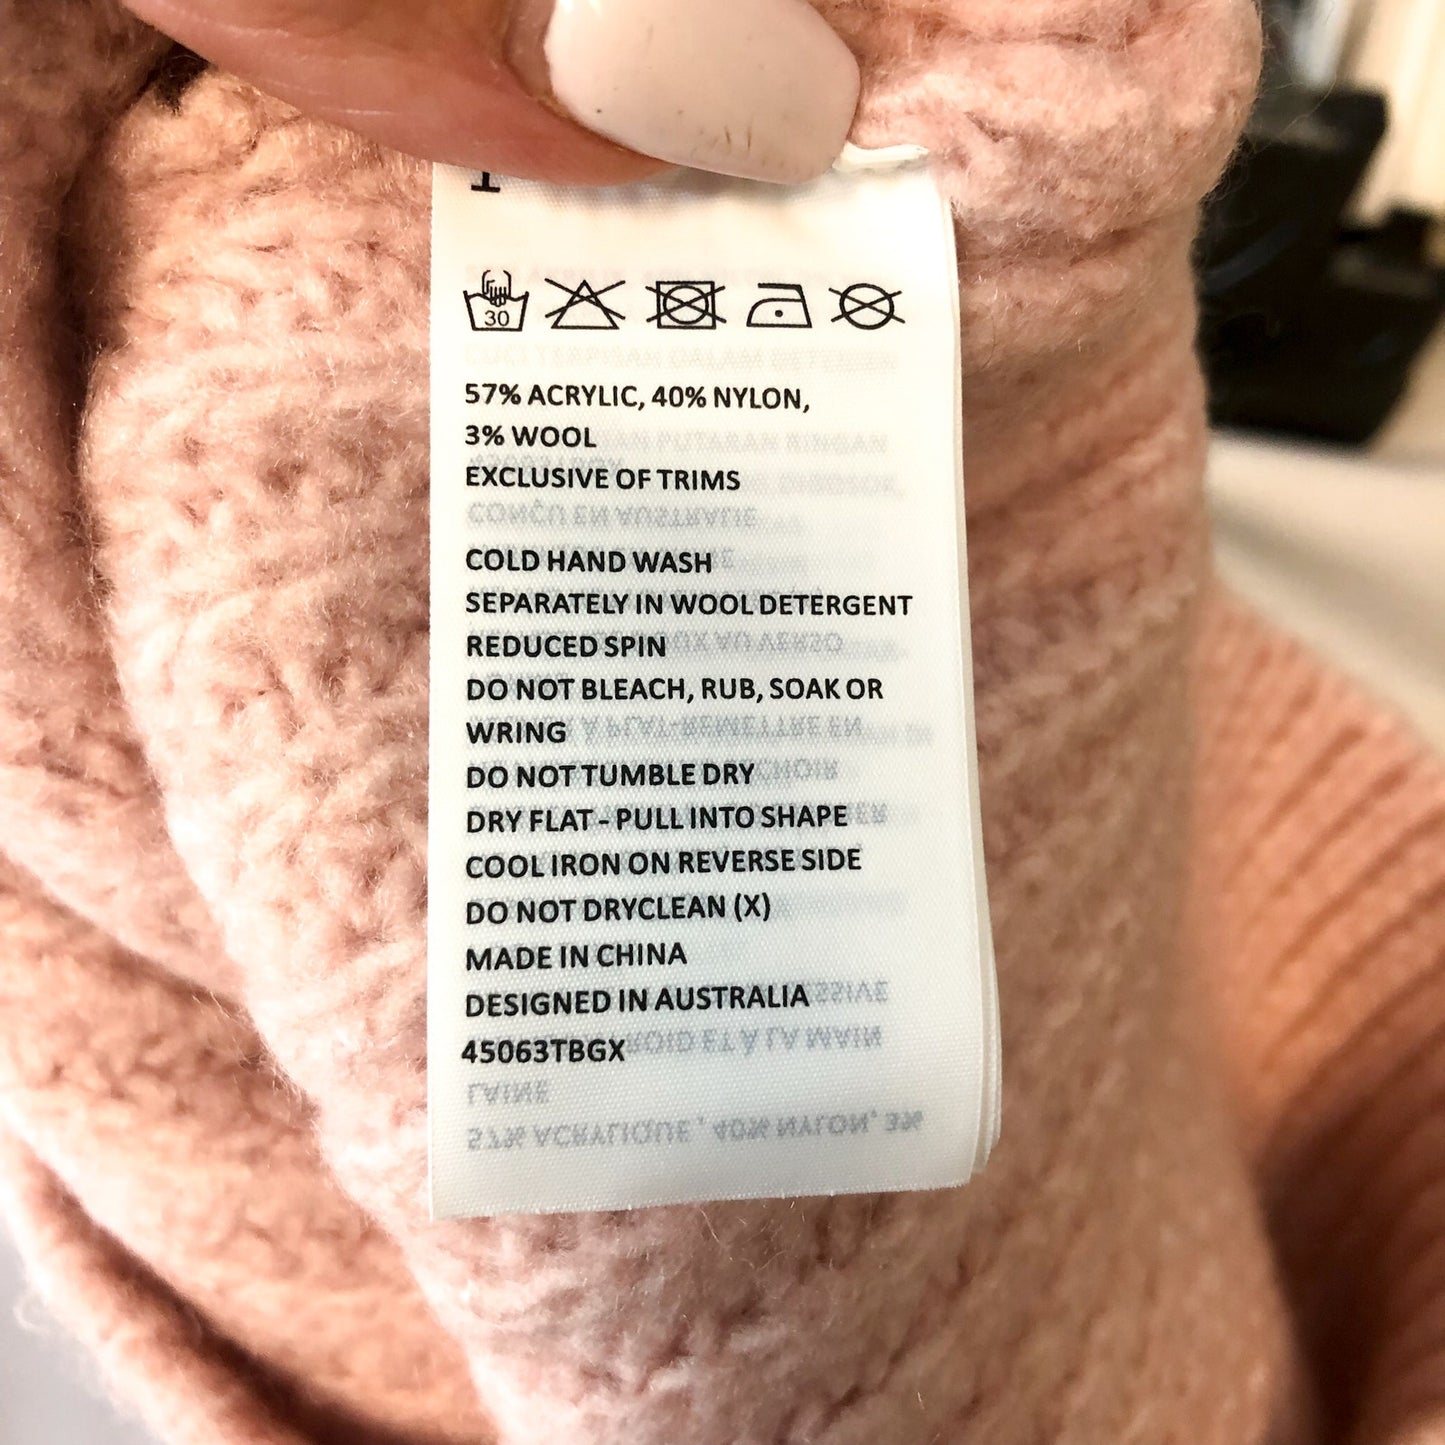 30
57% ACRYLIC, 40% NYLON,
3% WOOL
EXCLUSIVE OF TRIMS
COLD HAND WASH
SEPARATELY IN WOOL DETERGENT
REDUCED SPIN
DO NOT BLEACH, RUB, SOAK OR
WRING
DO NOT TUMBLE DRY
DRY FLAT - PULL INTO SHAPE
COOL IRON ON REVERSE SIDE
DO NOT DRYCLEAN (X)
MADE IN CHINA
DESIGNED IN AUSTRALIA
45063TBGX